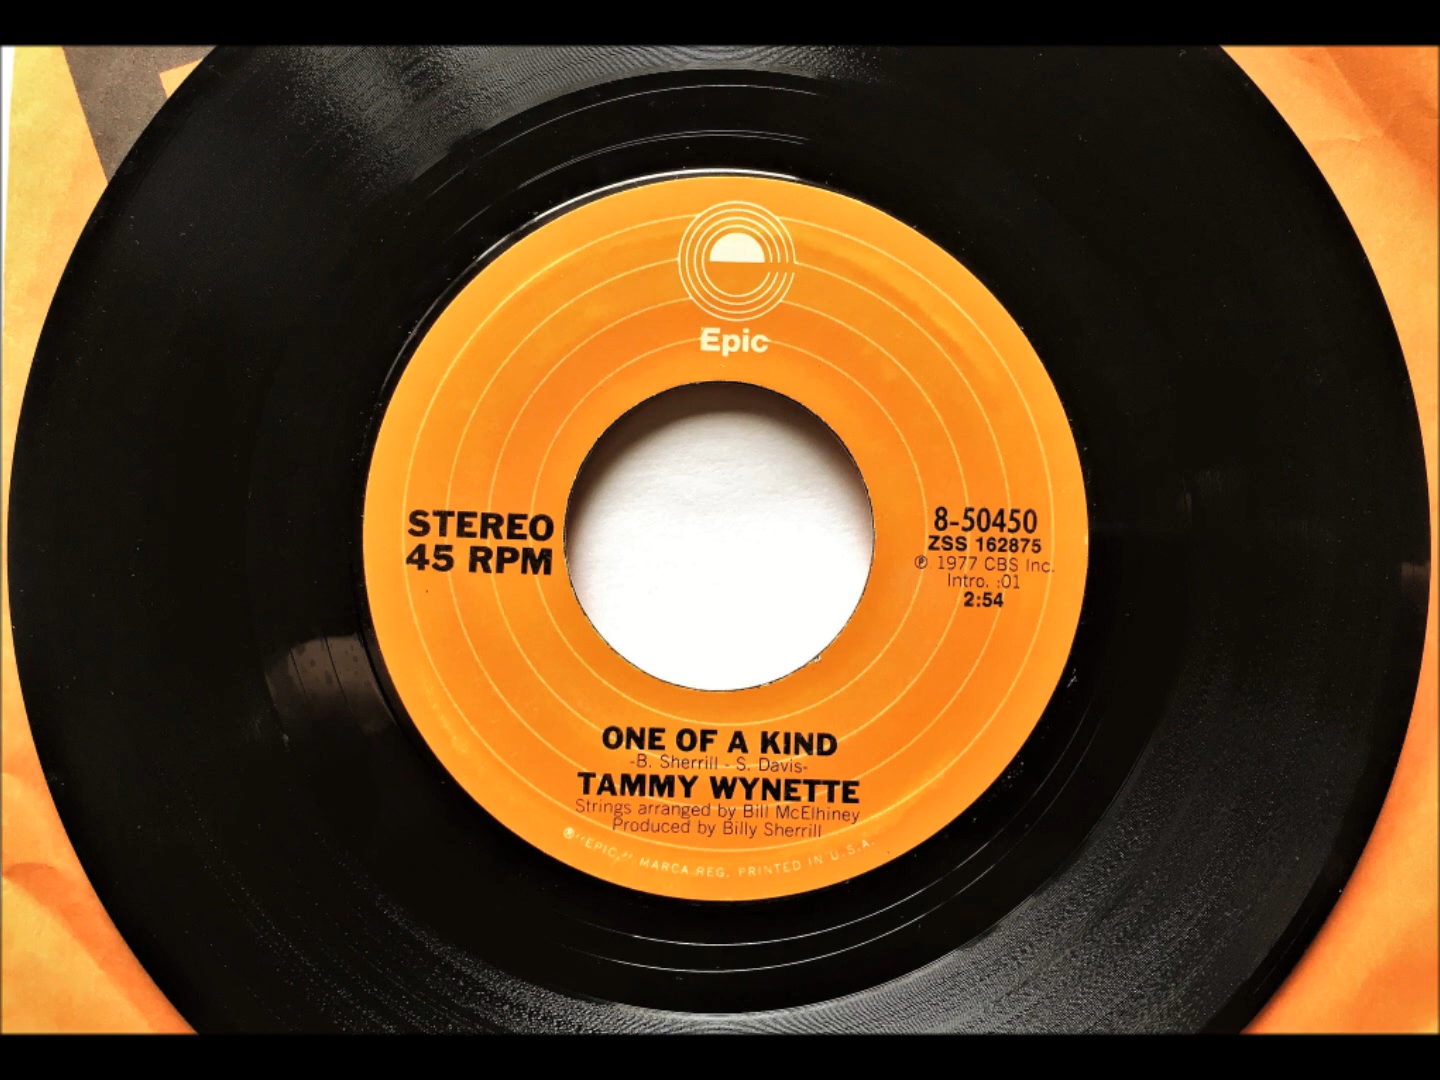 Epic
STEREO
45 RPM
8-50450
ZSS 162875
℗ 1977 CBS Inc.
Intro. :01
2:54
ONE OF A KIND
-B. Sherrill - S. Davis-
TAMMY WYNETTE
Strings arranged by Bill McElhiney
Produced by Billy Sherrill
®"EPIC," MARCA REG. PRINTED IN U.S.A.